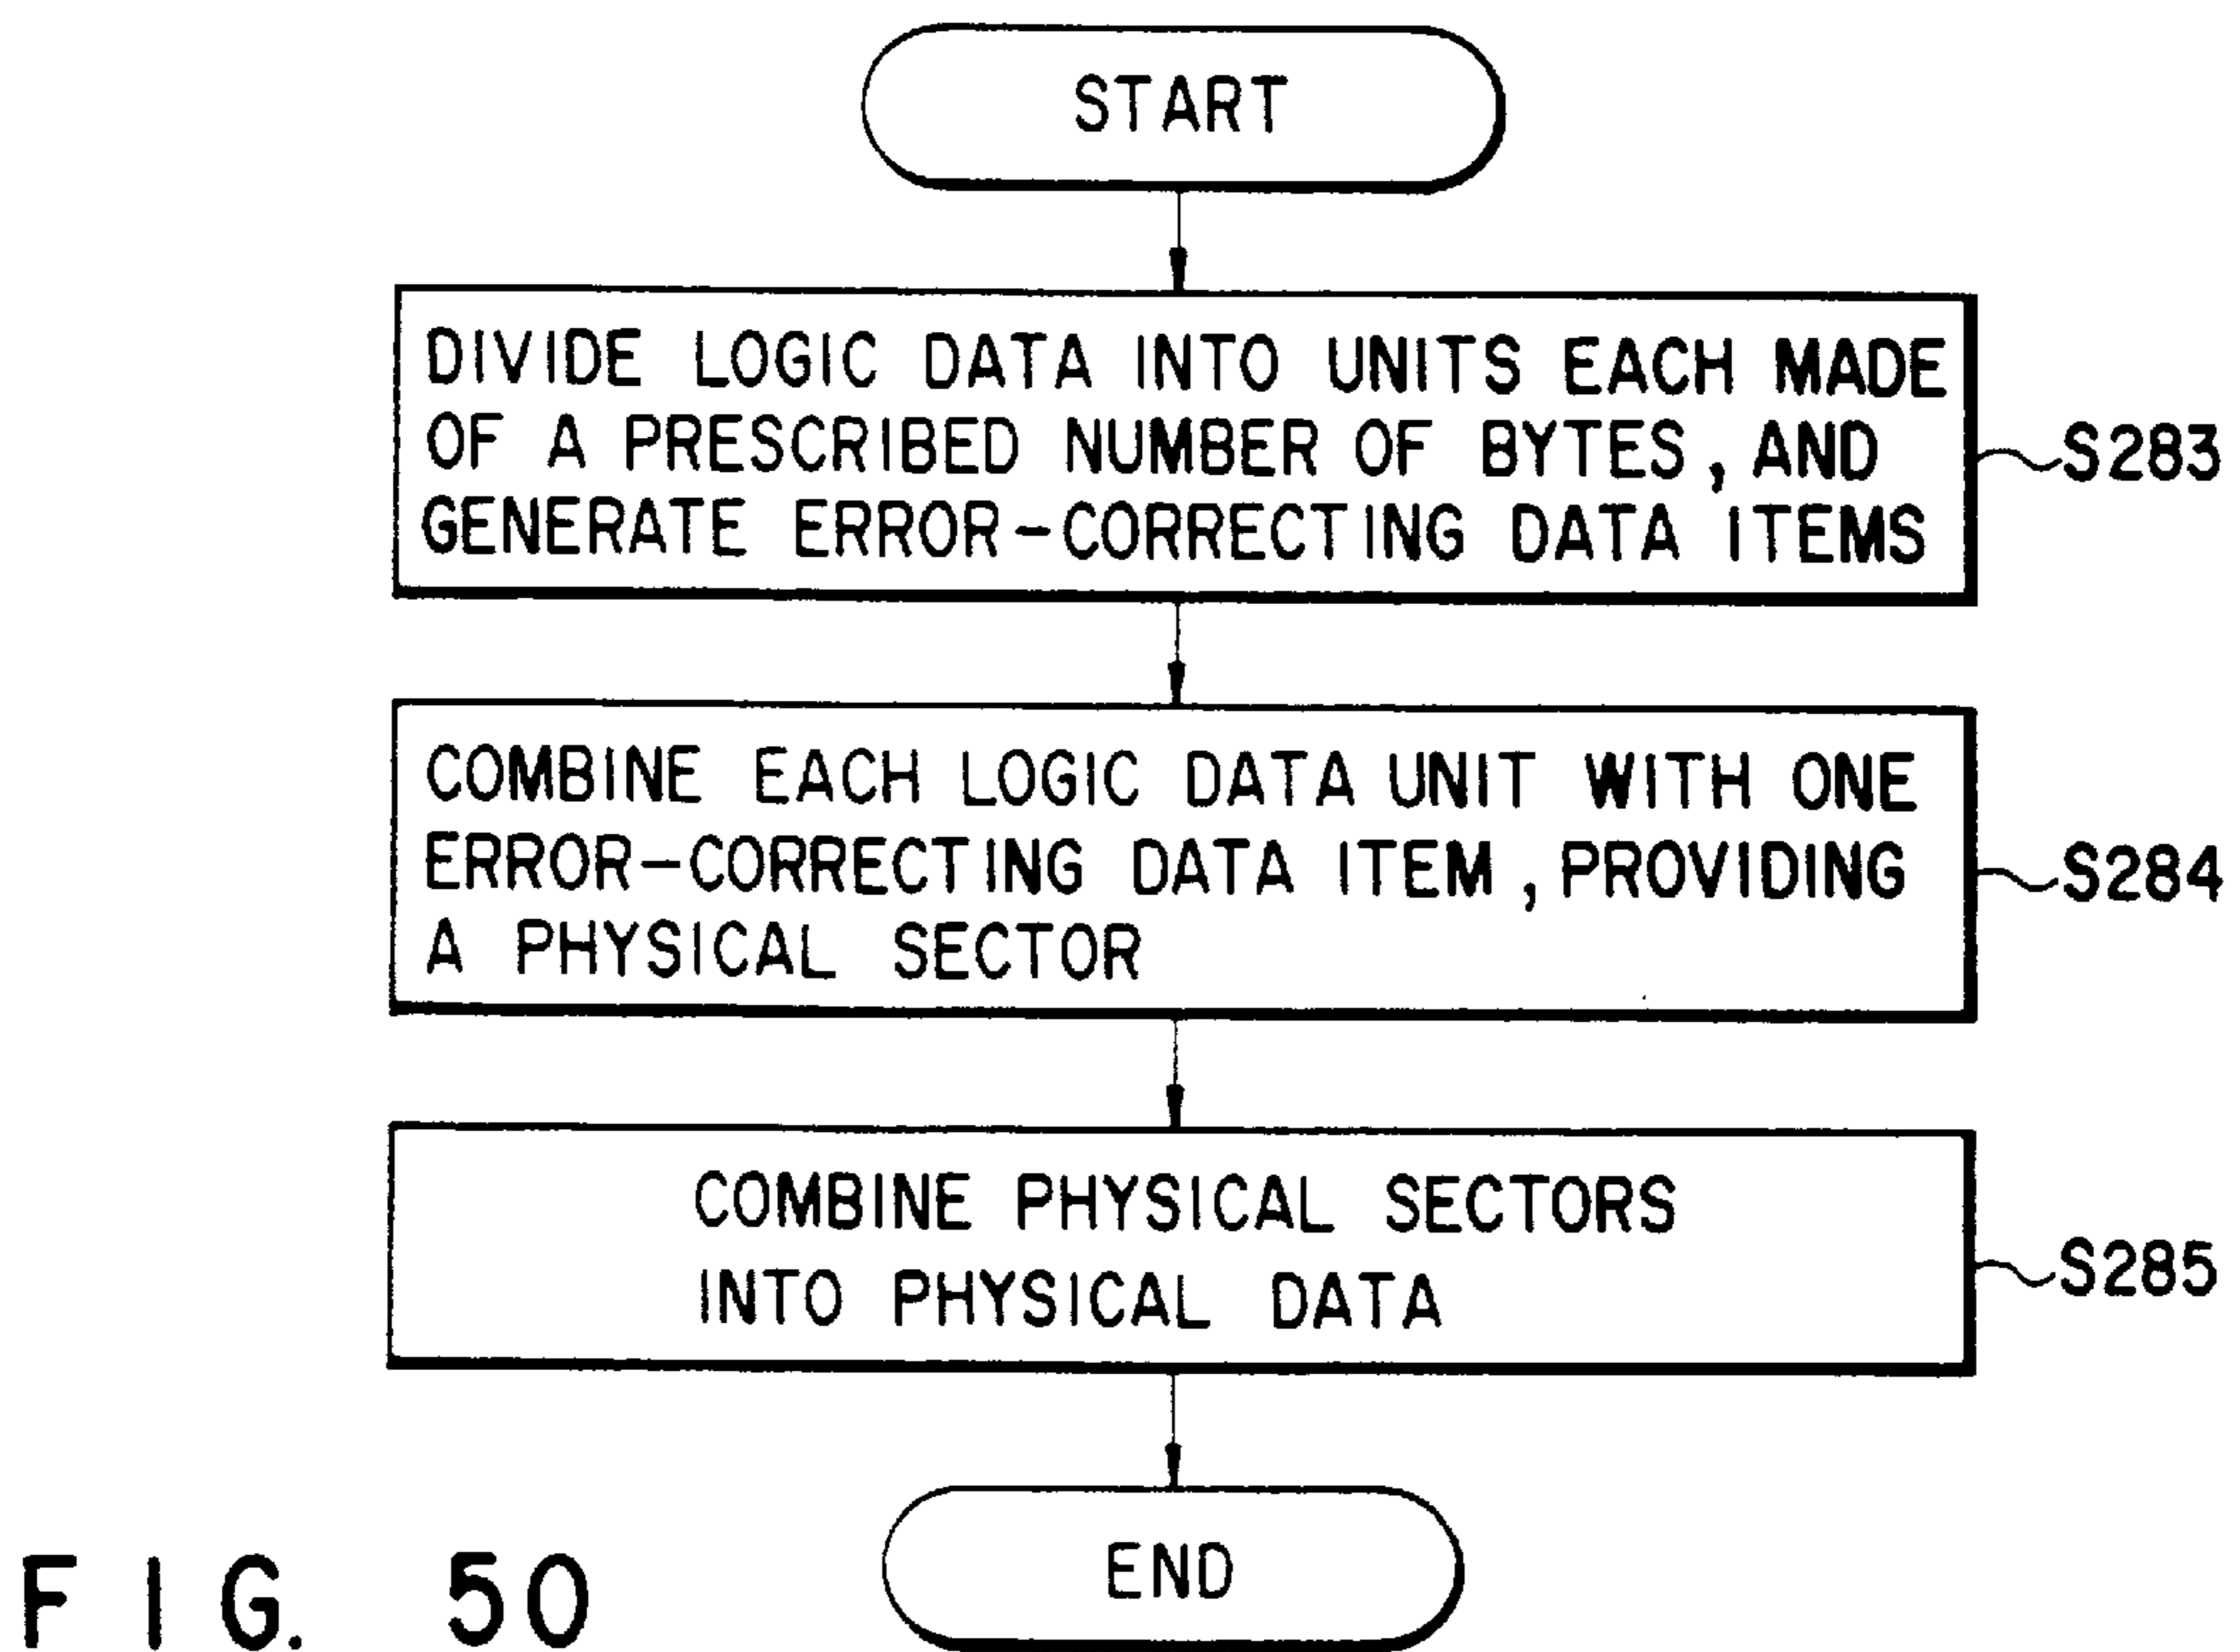 START
DIVIDE LOGIC DATA INTO UNITS EACH MADE
OF A PRESCRIBED NUMBER OF BYTES, AND
GENERATE ERROR-CORRECTING DATA ITEMS
S283
COMBINE EACH LOGIC DATA UNIT WITH ONE
ERROR-CORRECTING DATA ITEM, PROVIDING
A PHYSICAL SECTOR
S284
COMBINE PHYSICAL SECTORS
INTO PHYSICAL DATA
S285
END
FIG. 50